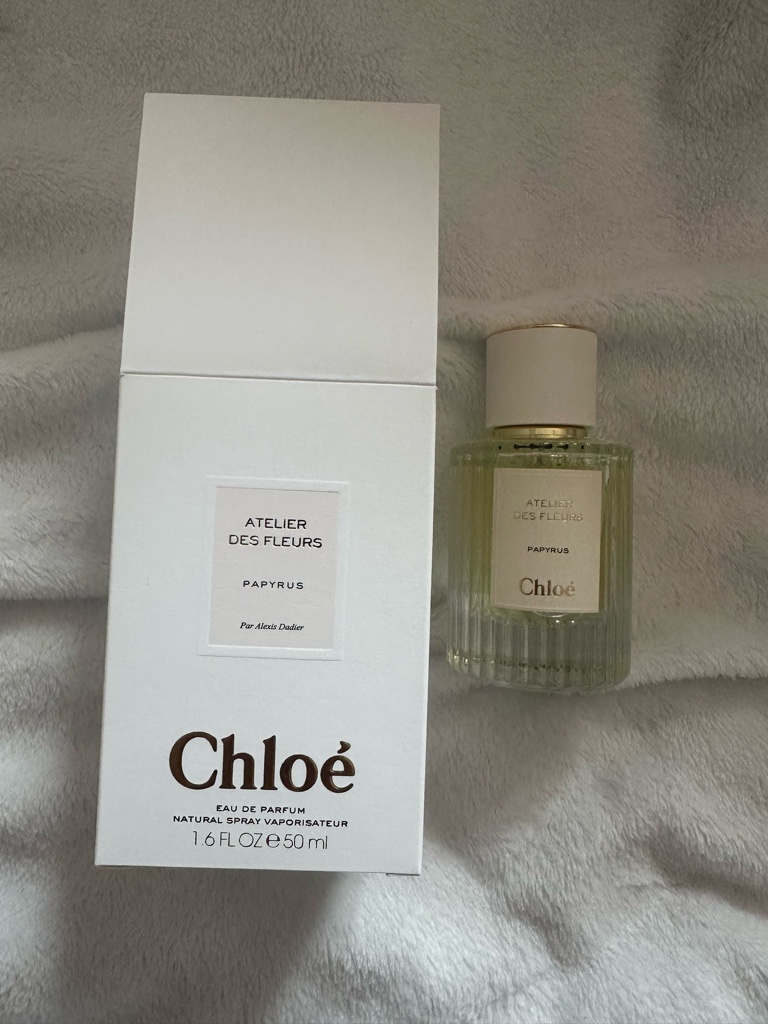 ATELIER
DES FLEURS
PAPYRUS
Par Alexis Dadier
Chloé
EAU DE PARFUM
NATURAL SPRAY VAPORISATEUR
1.6 FL OZ ℮ 50 ml
ATELIER
DES FLEURS
PAPYRUS
Chloé